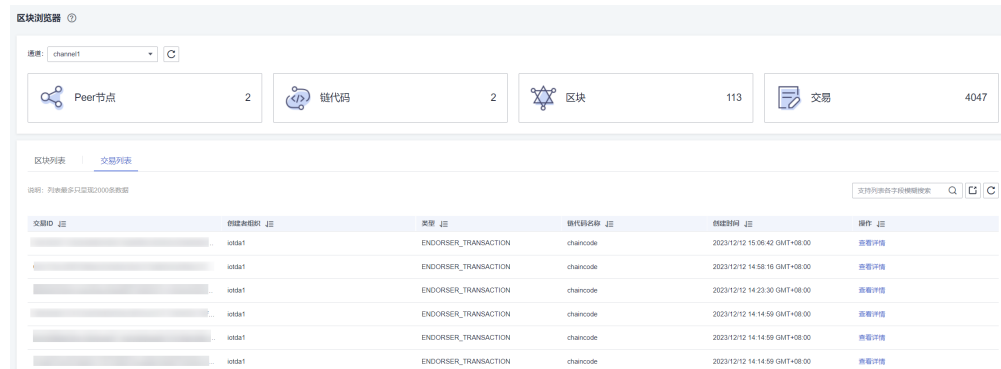 区块浏览器 ?
通道: channel1
Peer节点 2 链代码 2 区块 113 交易 4047
区块列表 交易列表
说明: 列表最多只呈现2000条数据 支持列表各字段模糊搜索
交易ID 创建者组织 类型 链代码名称 创建时间 操作
iotda1 ENDORSER_TRANSACTION chaincode 2023/12/12 15:06:42 GMT+08:00 查看详情
iotda1 ENDORSER_TRANSACTION chaincode 2023/12/12 14:58:16 GMT+08:00 查看详情
iotda1 ENDORSER_TRANSACTION chaincode 2023/12/12 14:23:30 GMT+08:00 查看详情
iotda1 ENDORSER_TRANSACTION chaincode 2023/12/12 14:14:59 GMT+08:00 查看详情
iotda1 ENDORSER_TRANSACTION chaincode 2023/12/12 14:14:59 GMT+08:00 查看详情
iotda1 ENDORSER_TRANSACTION chaincode 2023/12/12 14:14:59 GMT+08:00 查看详情